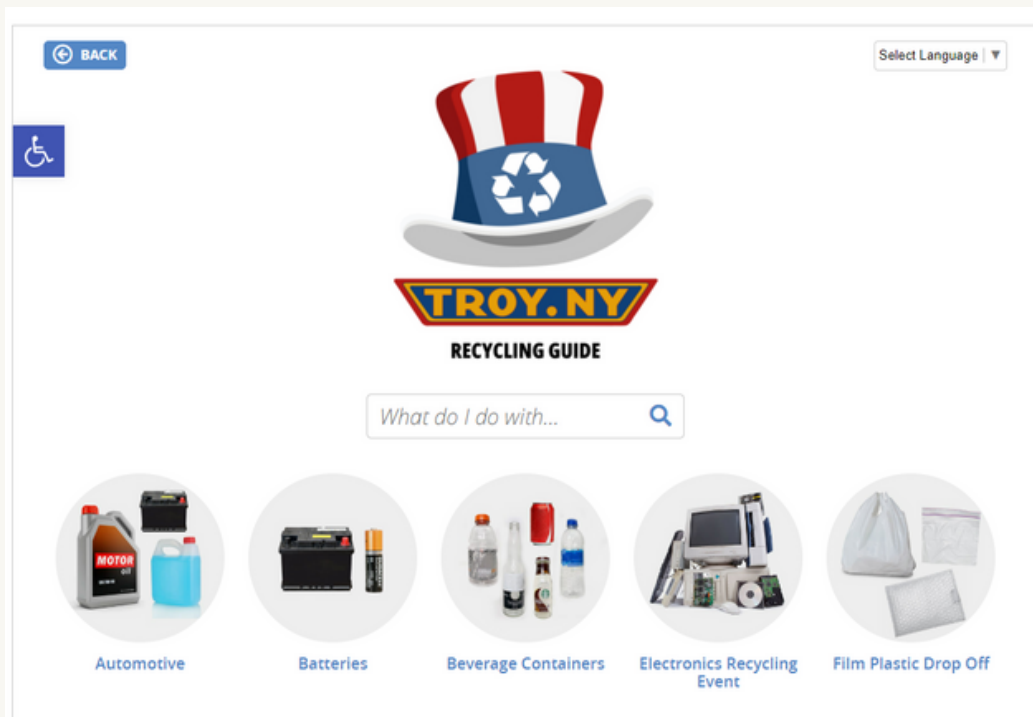 BACK
Select Language ▼
TROY.NY
RECYCLING GUIDE
What do I do with...
MOTOR
oil
Automotive
Batteries
Beverage Containers
Electronics Recycling
Event
Film Plastic Drop Off